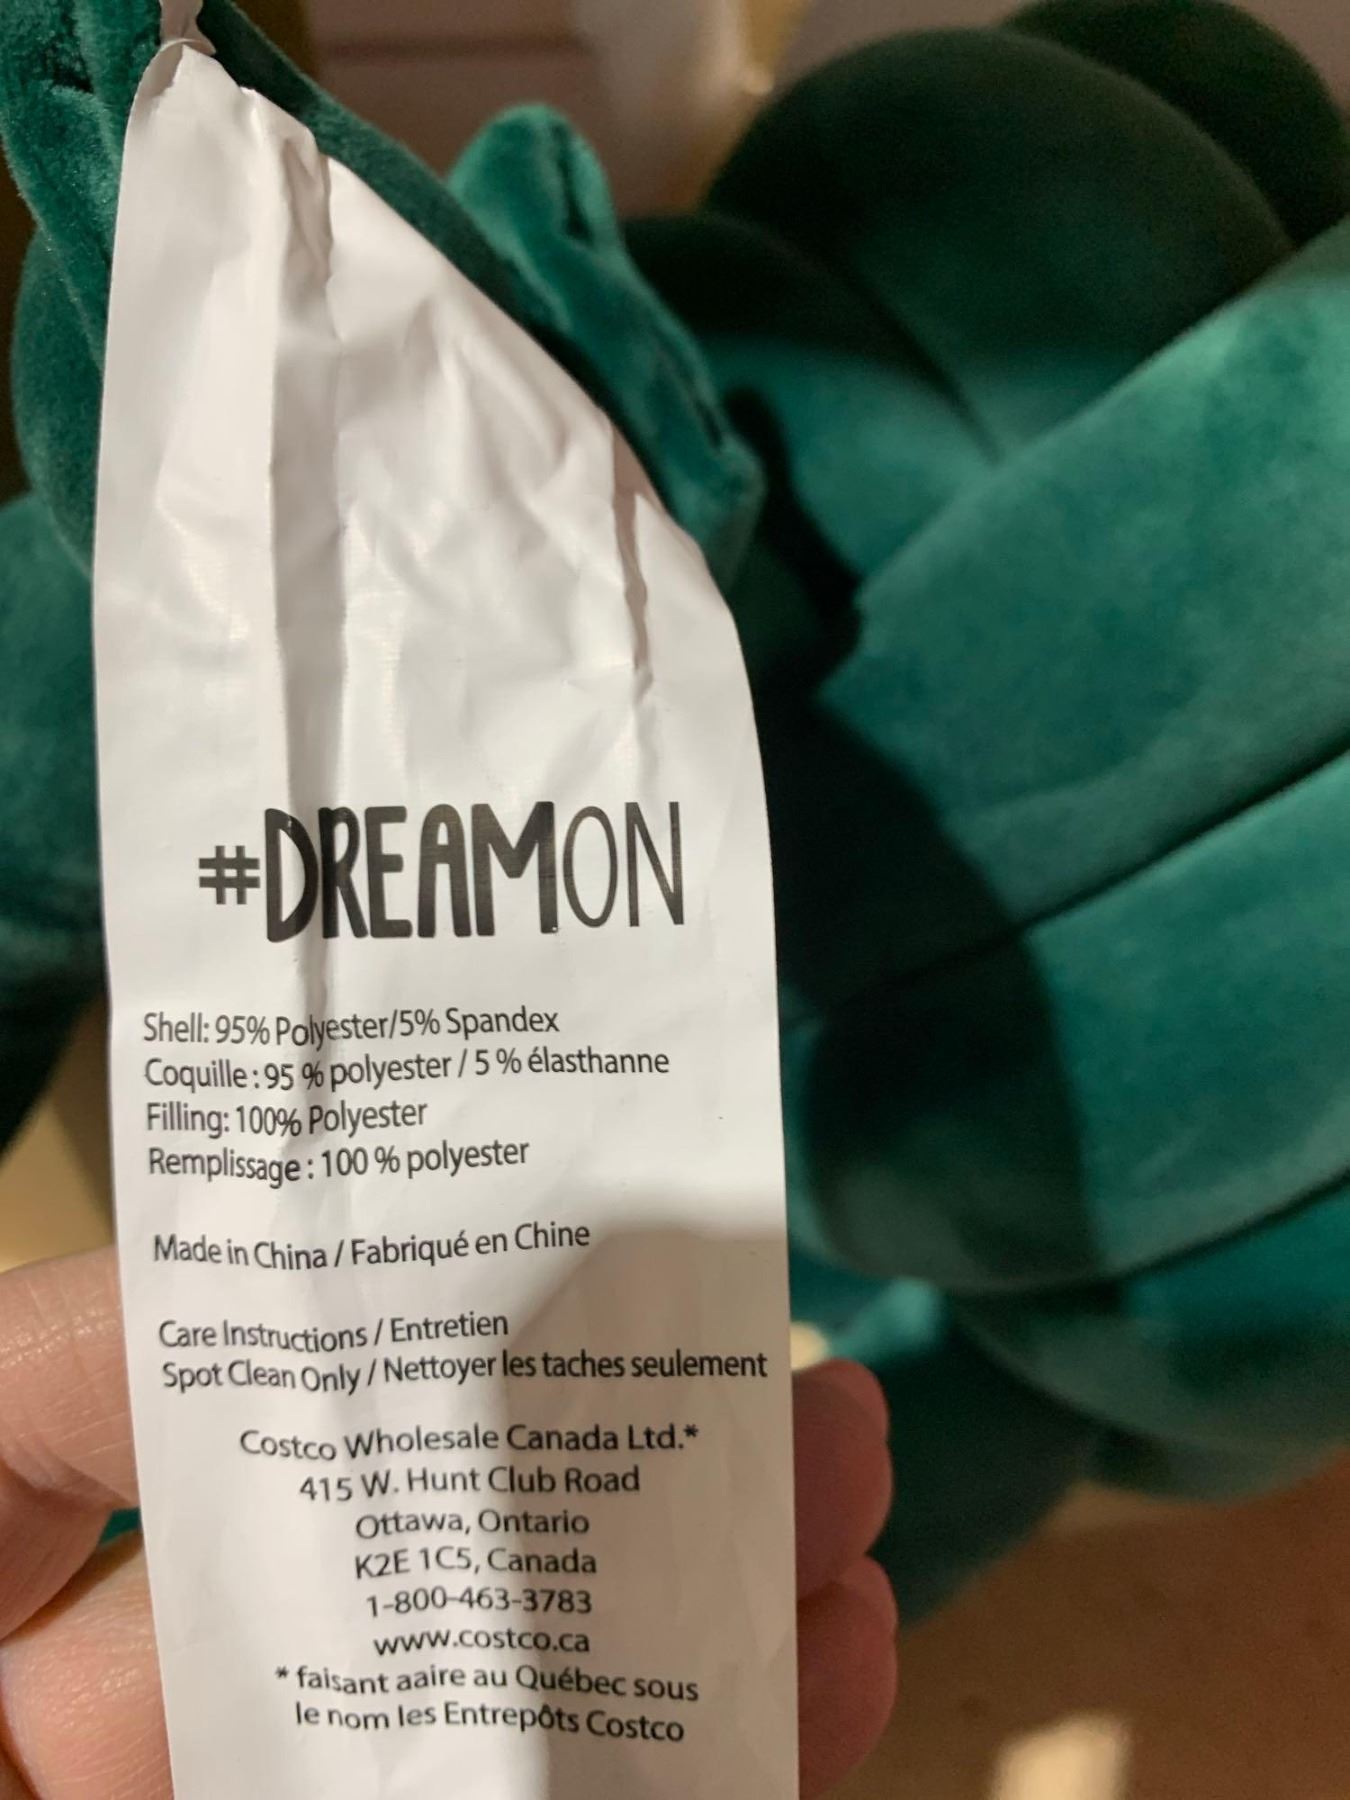 #DREAMON
Shell: 95% Polyester/5% Spandex
Coquille : 95 % polyester / 5 % élasthanne
Filling: 100% Polyester
Remplissage : 100 % polyester
Made in China / Fabriqué en Chine
Care Instructions / Entretien
Spot Clean Only / Nettoyer les taches seulement
Costco Wholesale Canada Ltd.*
415 W. Hunt Club Road
Ottawa, Ontario
K2E 1C5, Canada
1-800-463-3783
www.costco.ca
* faisant aaire au Québec sous
le nom les Entrepôts Costco